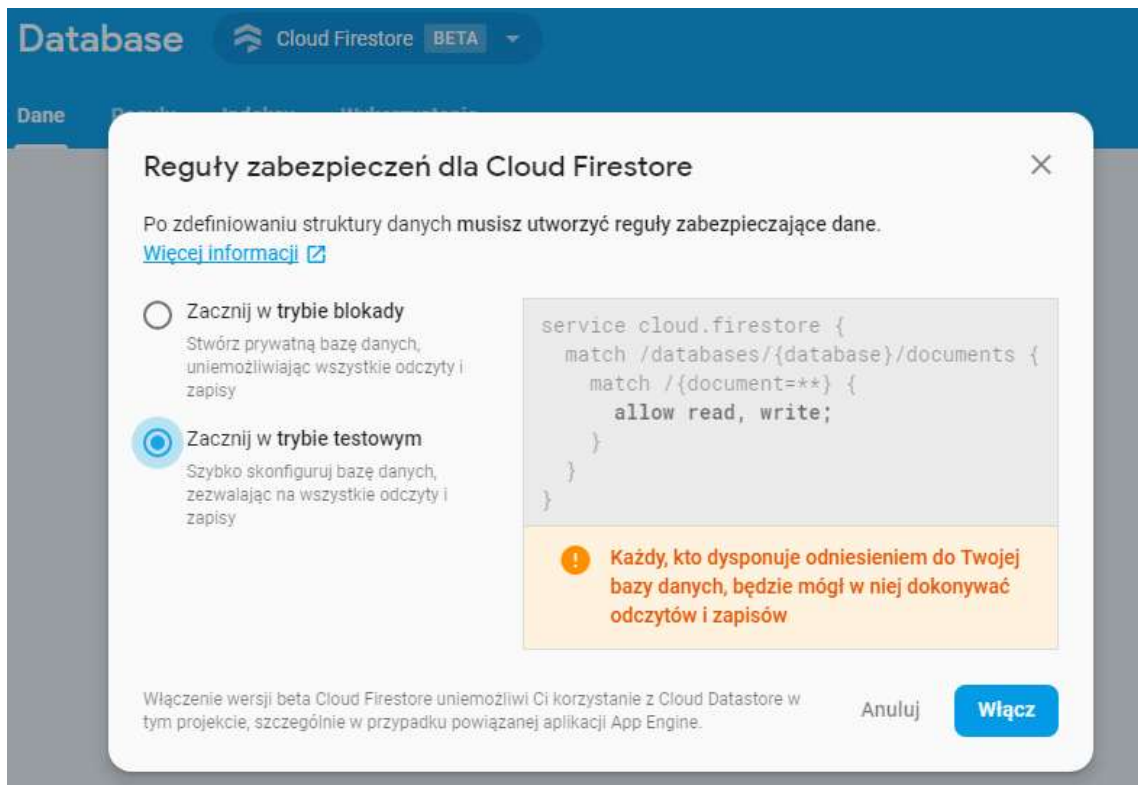 Database Cloud Firestore BETA
Dane
Reguły zabezpieczeń dla Cloud Firestore
Po zdefiniowaniu struktury danych musisz utworzyć reguły zabezpieczające dane.
Więcej informacji
Zacznij w trybie blokady
Stwórz prywatną bazę danych,
uniemożliwiając wszystkie odczyty i
zapisy
Zacznij w trybie testowym
Szybko skonfiguruj bazę danych,
zezwalając na wszystkie odczyty i
zapisy
service cloud.firestore {
match /databases/{database}/documents {
match /{document=**} {
allow read, write;
}
}
}
Każdy, kto dysponuje odniesieniem do Twojej
bazy danych, będzie mógł w niej dokonywać
odczytów i zapisów
Włączenie wersji beta Cloud Firestore uniemożliwi Ci korzystanie z Cloud Datastore w
tym projekcie, szczególnie w przypadku powiązanej aplikacji App Engine.
Anuluj Włącz